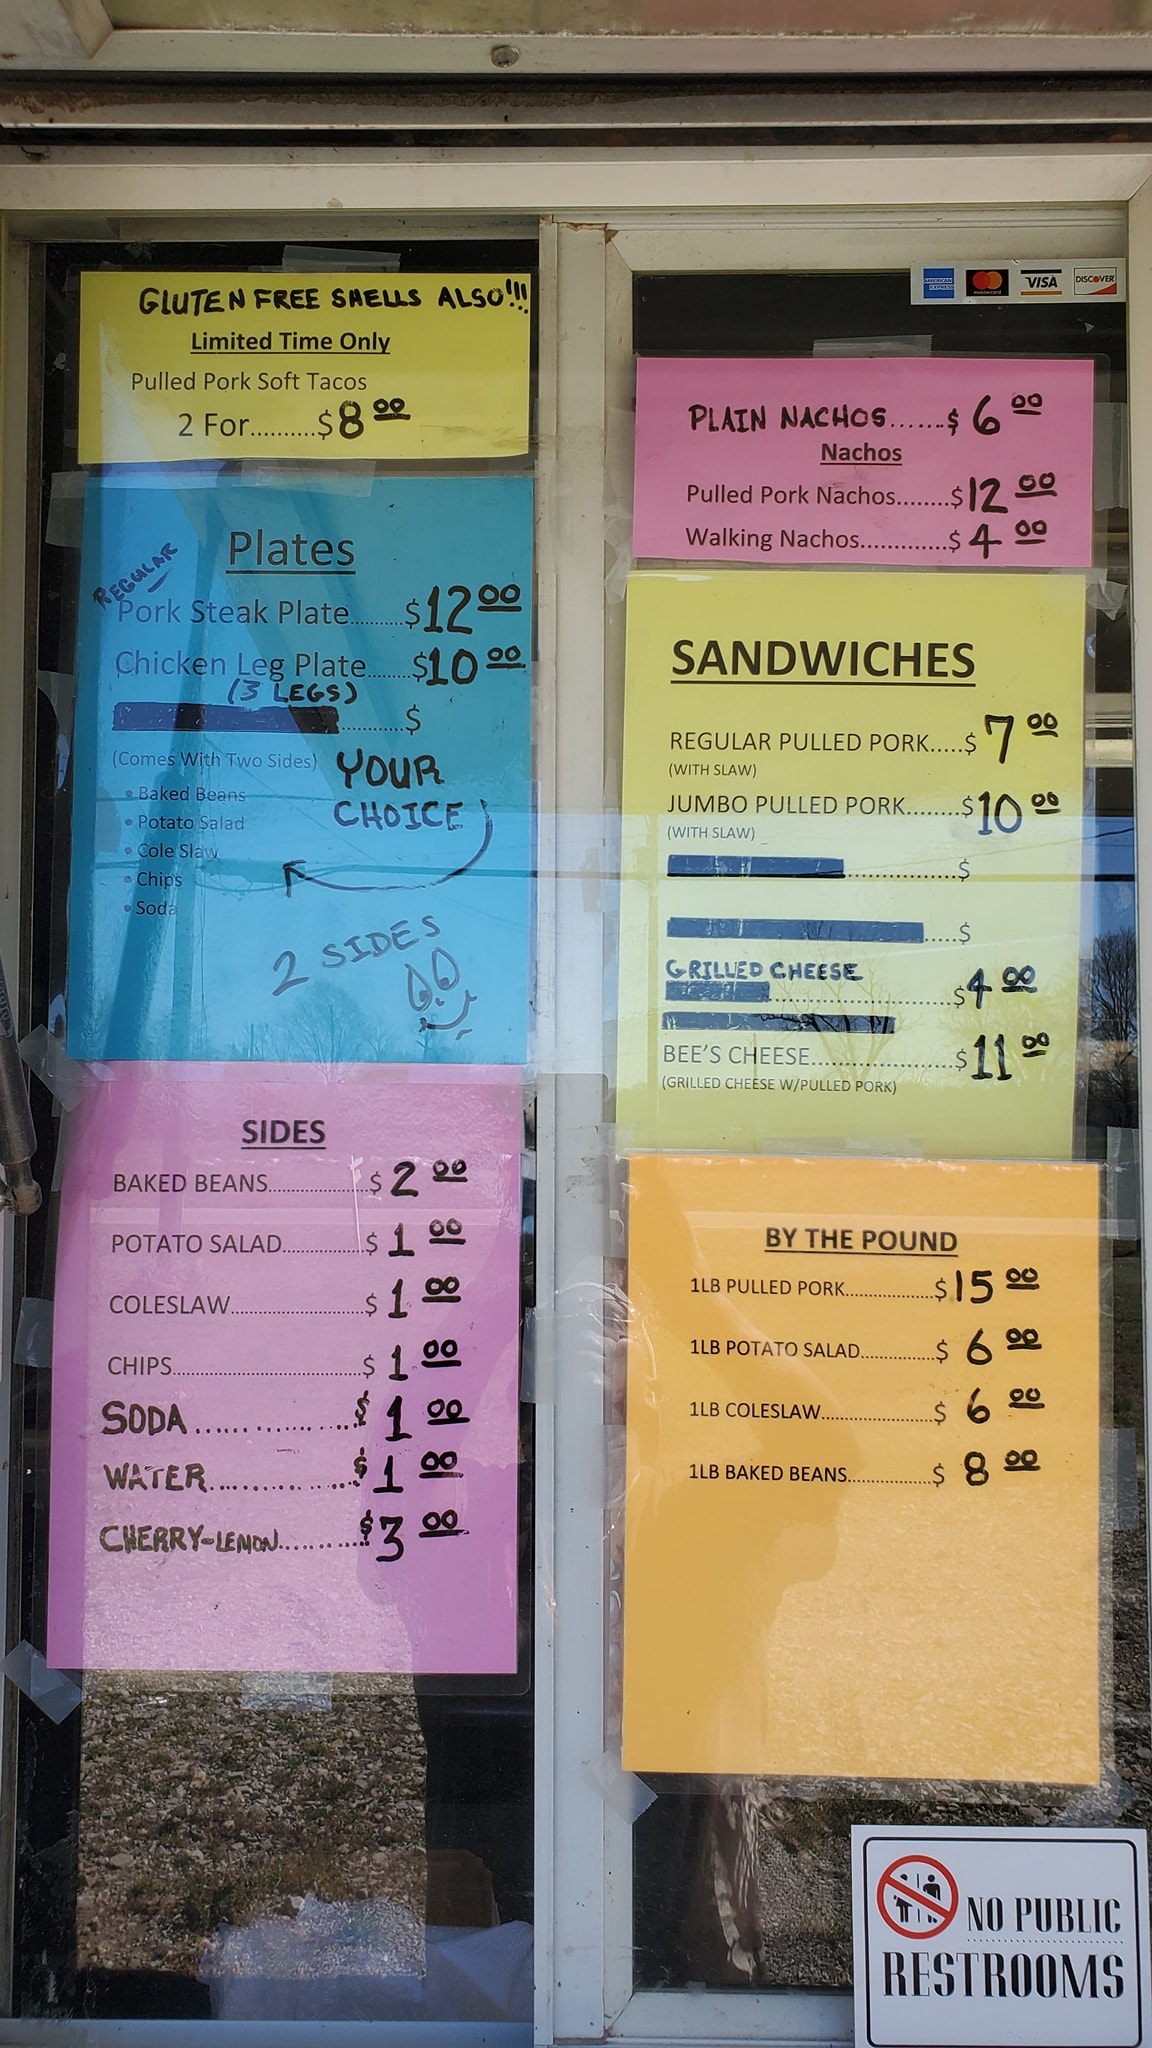 GLUTEN FREE SHELLS ALSO!!!
Limited Time Only
Pulled Pork Soft Tacos
2 For..........$8 00
Plates
REGULAR
Pork Steak Plate..........$12 00
Chicken Leg Plate........$10 00
(3 LEGS)
..............$
(Comes With Two Sides)
YOUR CHOICE
• Baked Beans
• Potato Salad
• Cole Slaw
• Chips
• Soda
2 SIDES
SIDES
BAKED BEANS......................$ 2 00
POTATO SALAD..................$ 1 00
COLESLAW.............................$ 1 00
CHIPS.........................................$ 1 00
SODA..................$ 1 00
WATER..................$ 1 00
CHERRY-LEMON............$3 00
AMERICAN EXPRESS
mastercard
VISA
DISCOVER
PLAIN NACHOS.......$ 6 00
Nachos
Pulled Pork Nachos........$12 00
Walking Nachos.............$ 4 00
SANDWICHES
REGULAR PULLED PORK.....$ 7 00
(WITH SLAW)
JUMBO PULLED PORK........$10 00
(WITH SLAW)
.....................$
.....$
GRILLED CHEESE
..................................$4 00
BEE'S CHEESE.......................$11 00
(GRILLED CHEESE W/PULLED PORK)
BY THE POUND
1LB PULLED PORK....................$15 00
1LB POTATO SALAD.................$ 6 00
1LB COLESLAW.........................$ 6 00
1LB BAKED BEANS...................$ 8 00
NO PUBLIC
RESTROOMS